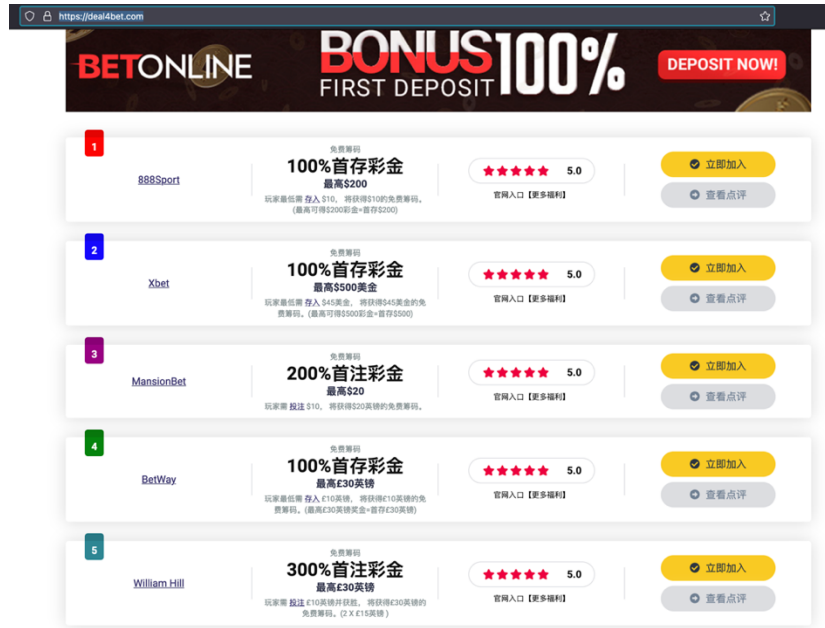 https://deal4bet.com
BETONLINE
BONUS 100%
FIRST DEPOSIT
DEPOSIT NOW!
1
888Sport
免费筹码
100%首存彩金
最高$200
玩家最低需 存入 $10， 将获得$10的免费筹码。
(最高可得$200彩金=首存$200)
5.0
官网入口【更多福利】
立即加入
查看点评
2
Xbet
免费筹码
100%首存彩金
最高$500美金
玩家最低需 存入 $45美金， 将获得$45美金的免
费筹码。(最高可得$500彩金=首存$500)
5.0
官网入口【更多福利】
立即加入
查看点评
3
MansionBet
免费筹码
200%首注彩金
最高$20
玩家需 投注 $10， 将获得$20英镑的免费筹码。
5.0
官网入口【更多福利】
立即加入
查看点评
4
BetWay
免费筹码
100%首存彩金
最高£30英镑
玩家最低需 存入 £10英镑， 将获得£10英镑的免
费筹码。(最高£30英镑奖金=首存£30英镑)
5.0
官网入口【更多福利】
立即加入
查看点评
5
William Hill
免费筹码
300%首注彩金
最高£30英镑
玩家需 投注 £10英镑并获胜， 将获得£30英镑的
免费筹码。(2 X £15英镑 )
5.0
官网入口【更多福利】
立即加入
查看点评